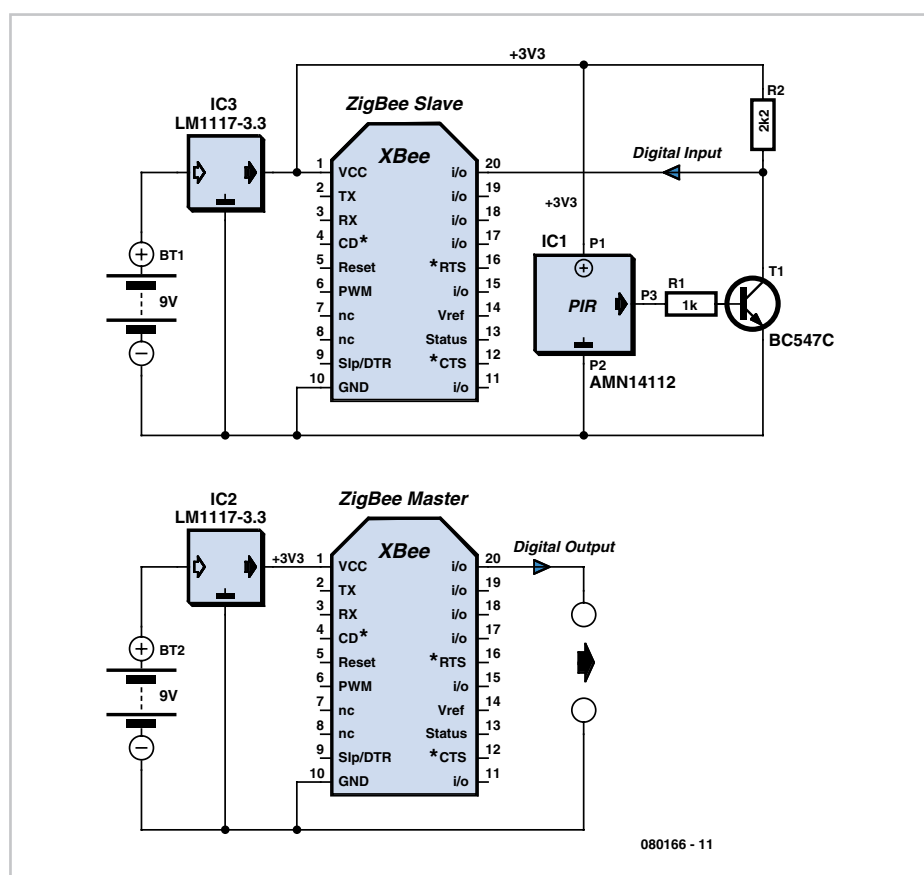 +3V3
IC3
LM1117-3.3
ZigBee Slave
XBee
R2
2k2
Digital Input
1 VCC i/o 20
2 TX i/o 19
3 RX i/o 18
4 CD* i/o 17
5 Reset *RTS 16
6 PWM i/o 15
7 nc Vref 14
8 nc Status 13
9 Slp/DTR *CTS 12
10 GND i/o 11
BT1
9V
+3V3
IC1
P1
PIR
P3
R1
1k
T1
BC547C
P2
AMN14112
IC2
LM1117-3.3
ZigBee Master
XBee
+3V3
Digital Output
1 VCC i/o 20
2 TX i/o 19
3 RX i/o 18
4 CD* i/o 17
5 Reset *RTS 16
6 PWM i/o 15
7 nc Vref 14
8 nc Status 13
9 Slp/DTR *CTS 12
10 GND i/o 11
BT2
9V
080166 - 11